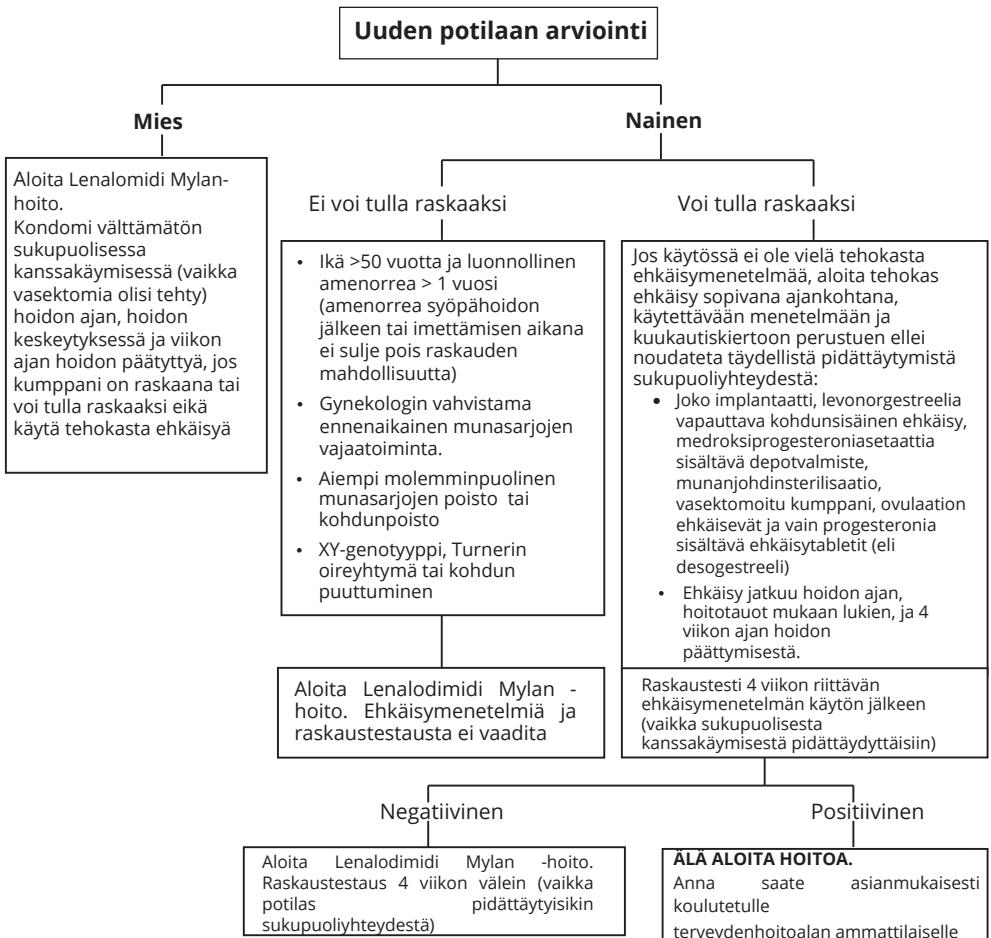 Uuden potilaan arviointi
Mies
Nainen
Aloita Lenalomidi Mylan-
hoito.
Kondomi välttämätön
sukupuolisessa
kanssakäymisessä (vaikka
vasektomia olisi tehty)
hoidon ajan, hoidon
keskeytyksessä ja viikon
ajan hoidon päätyttyä, jos
kumppani on raskaana tai
voi tulla raskaaksi eikä
käytä tehokasta ehkäisyä
Ei voi tulla raskaaksi
• Ikä >50 vuotta ja luonnollinen
amenorrea > 1 vuosi
(amenorrea syöpähoidon
jälkeen tai imettämisen aikana
ei sulje pois raskauden
mahdollisuutta)
• Gynekologin vahvistama
ennenaikainen munasarjojen
vajaatoiminta.
• Aiempi molemminpuolinen
munasarjojen poisto tai
kohdunpoisto
• XY-genotyyppi, Turnerin
oireyhtymä tai kohdun
puuttuminen
Aloita Lenalodimidi Mylan -
hoito. Ehkäisymenetelmiä ja
raskaustestausta ei vaadita
Voi tulla raskaaksi
Jos käytössä ei ole vielä tehokasta
ehkäisymenetelmää, aloita tehokas
ehkäisy sopivana ajankohtana,
käytettävään menetelmään ja
kuukautiskiertoon perustuen ellei
noudateta täydellistä pidättäytymistä
sukupuoliyhteydestä:
• Joko implantaatti, levonorgestreelia
vapauttava kohdunsisäinen ehkäisy,
medroksiprogesteroniasetaattia
sisältävä depotvalmiste,
munanjohdinsterilisaatio,
vasektomoitu kumppani, ovulaation
ehkäisevät ja vain progesteronia
sisältävä ehkäisytabletit (eli
desogestreeli)
• Ehkäisy jatkuu hoidon ajan,
hoitotauot mukaan lukien, ja 4
viikon ajan hoidon
päättymisestä.
Raskaustesti 4 viikon riittävän
ehkäisymenetelmän käytön jälkeen
(vaikka sukupuolisesta
kanssakäymisestä pidättäydyttäisiin)
Negatiivinen
Aloita Lenalodimidi Mylan -hoito.
Raskaustestaus 4 viikon välein (vaikka
potilas pidättäytyisikin
sukupuoliyhteydestä)
Positiivinen
ÄLÄ ALOITA HOITOA.
Anna saate asianmukaisesti
koulutetulle
terveydenhoitoalan ammattilaiselle